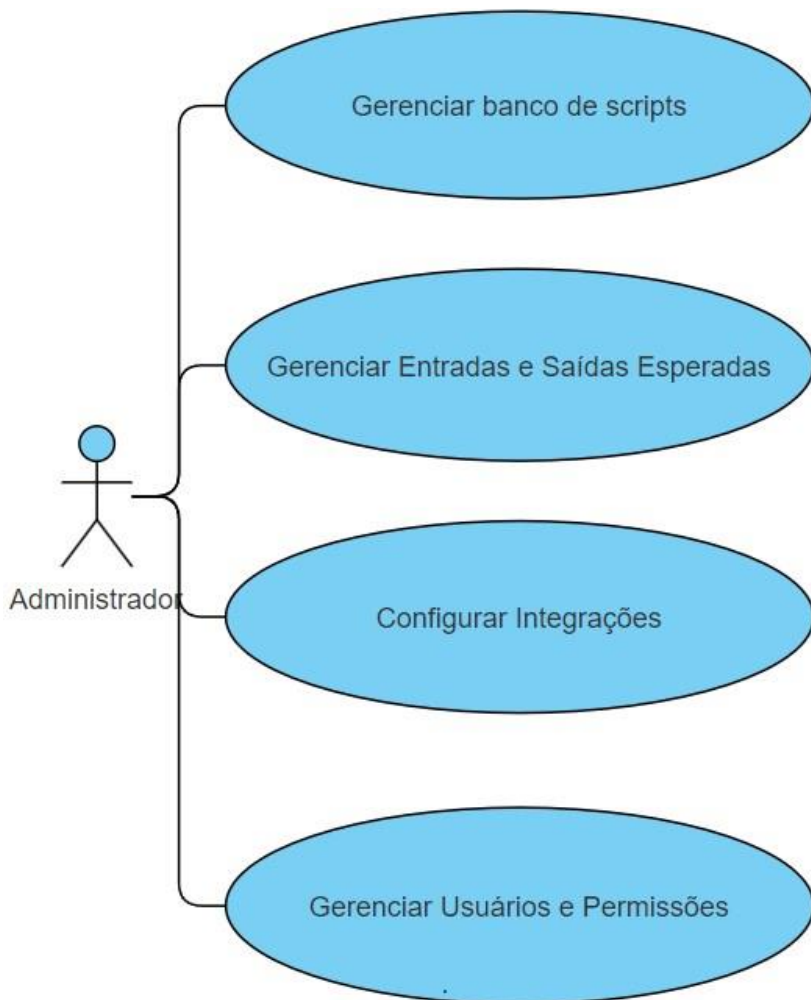 Gerenciar banco de scripts
Gerenciar Entradas e Saídas Esperadas
Administrador
Configurar Integrações
Gerenciar Usuários e Permissões